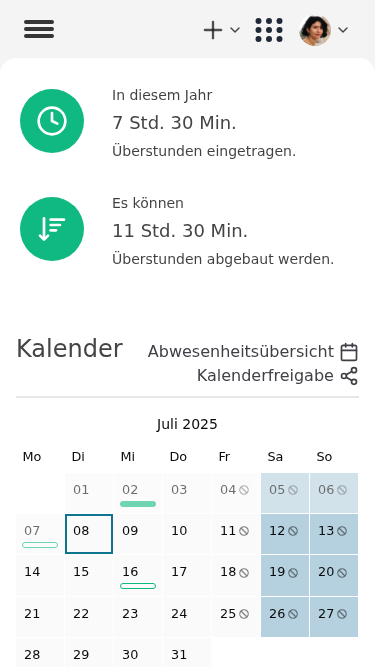 In diesem Jahr
7 Std. 30 Min.
Überstunden eingetragen.
Es können
11 Std. 30 Min.
Überstunden abgebaut werden.
Kalender
Abwesenheitsübersicht
Kalenderfreigabe
Juli 2025
Mo Di Mi Do Fr Sa So
01 02 03 04 05 06
07 08 09 10 11 12 13
14 15 16 17 18 19 20
21 22 23 24 25 26 27
28 29 30 31